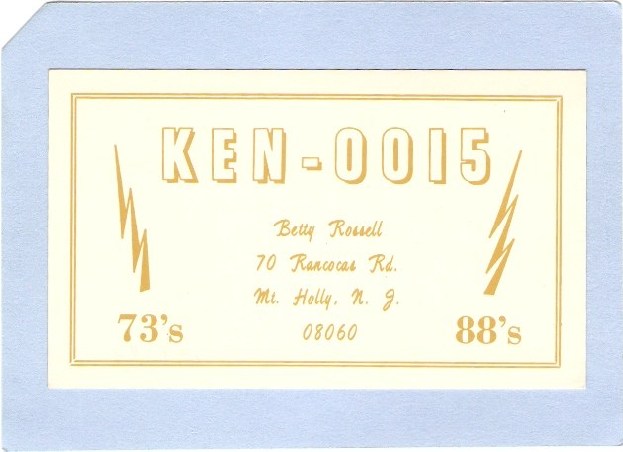 KEN-0015
Betty Rossell
70 Rancocas Rd.
Mt. Holly, N. J.
08060
73's
88's